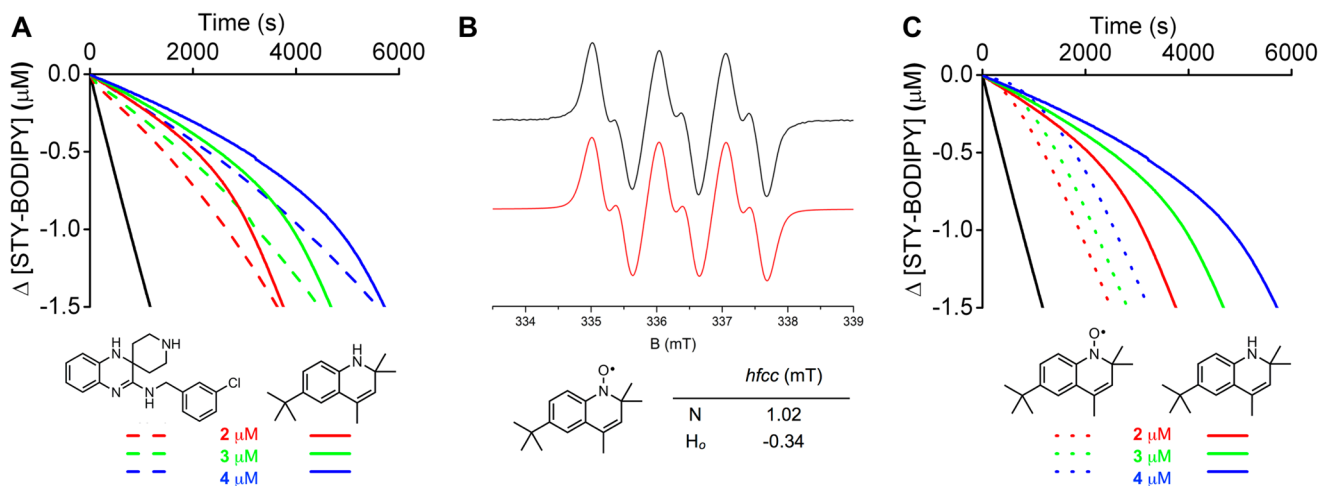 A
Time (s)
0 2000 4000 6000
Δ [STY-BODIPY] (μM)
0.0
-0.5
-1.0
-1.5
H
N
NH
N
N
H
Cl
H
N
2 μM
3 μM
4 μM
B
334 335 336 337 338 339
B (mT)
O•
N
hfcc (mT)
N 1.02
Ho -0.34
C
Time (s)
0 2000 4000 6000
Δ [STY-BODIPY] (μM)
0.0
-0.5
-1.0
-1.5
O•
N
H
N
2 μM
3 μM
4 μM